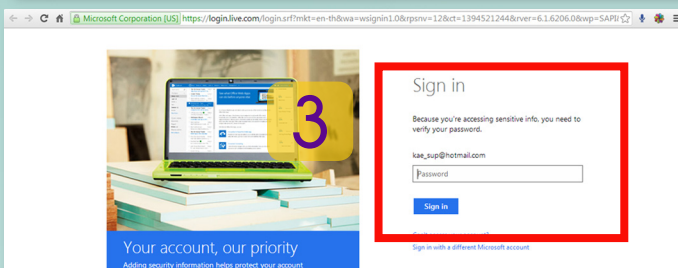 Microsoft Corporation [US] https://login.live.com/login.srf?mkt=en-th&wa=wsignin1.0&rpsnv=12&ct=1394521244&rver=6.1.6206.0&wp=SAPI
3
Sign in
Because you're accessing sensitive info, you need to
verify your password.
kae_sup@hotmail.com
Password
Sign in
Sign in with a different Microsoft account
Your account, our priority
Adding security information helps protect your account